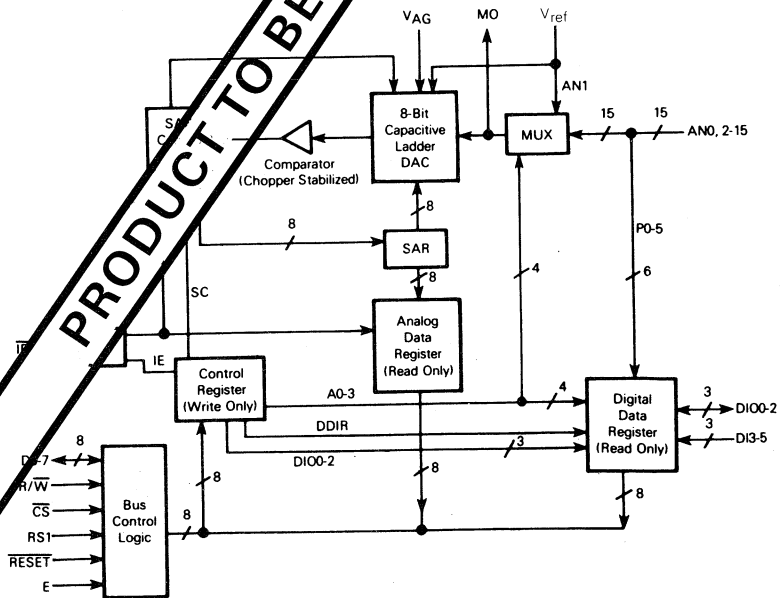 PRODUCT TO BE
VAG
MO
Vref
AN1
8-Bit
Capacitive
Ladder
DAC
MUX
15
15
AN0, 2-15
Comparator
(Chopper Stabilized)
8
P0-5
8
SAR
4
6
8
SC
Analog
Data
Register
(Read Only)
IE
Control
Register
(Write Only)
A0-3
4
Digital
Data
Register
(Read Only)
3
DIO0-2
3
DI3-5
DDIR
DIO0-2
3
8
8
8
8
-7
R/W
CS
RS1
RESET
E
Bus
Control
Logic
8